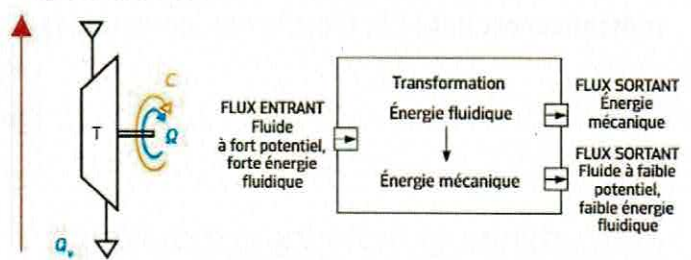 C
T
Ω
Qv
FLUX ENTRANT
Fluide
à fort potentiel,
forte énergie
fluidique
Transformation
Énergie fluidique
Énergie mécanique
FLUX SORTANT
Énergie
mécanique
FLUX SORTANT
Fluide à faible
potentiel,
faible énergie
fluidique